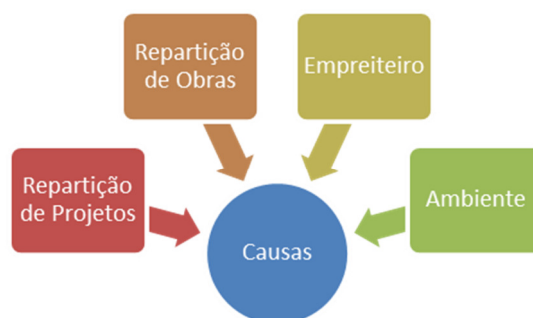 Repartição
de Obras
Empreiteiro
Repartição
de Projetos
Ambiente
Causas